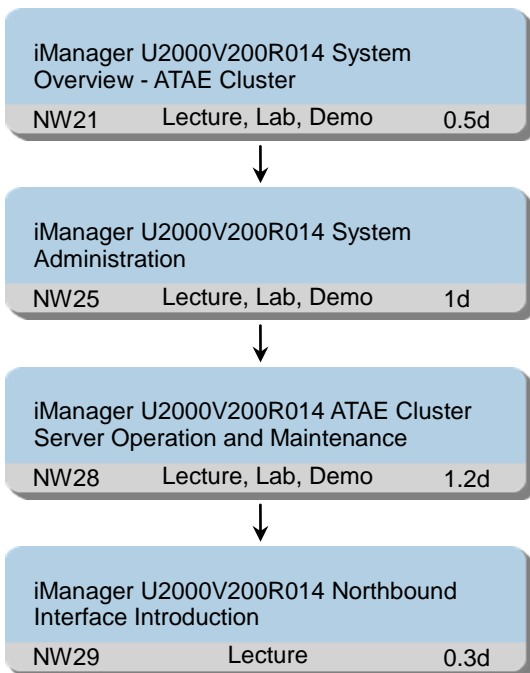 iManager U2000V200R014 System
Overview - ATAE Cluster
NW21 Lecture, Lab, Demo 0.5d
iManager U2000V200R014 System
Administration
NW25 Lecture, Lab, Demo 1d
iManager U2000V200R014 ATAE Cluster
Server Operation and Maintenance
NW28 Lecture, Lab, Demo 1.2d
iManager U2000V200R014 Northbound
Interface Introduction
NW29 Lecture 0.3d